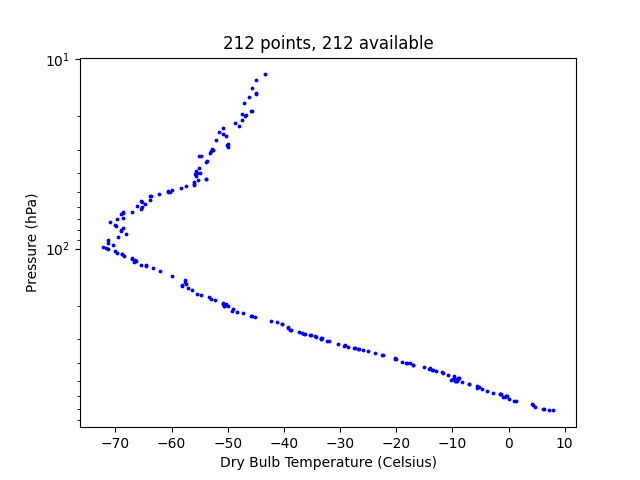 212 points, 212 available
10¹
10²
Pressure (hPa)
−70 −60 −50 −40 −30 −20 −10 0 10
Dry Bulb Temperature (Celsius)